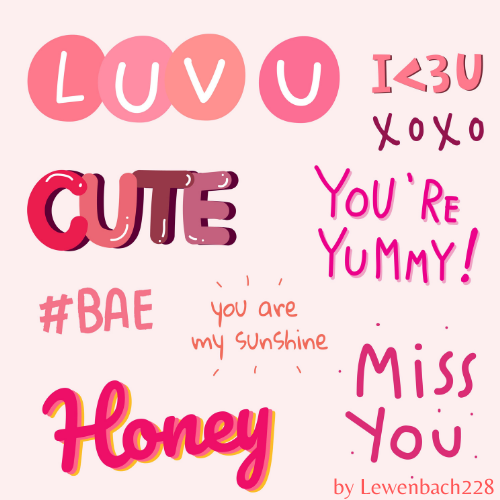 LUV U
I<3U
XOXO
CUTE
YOU'RE
YUMMY!
#BAE
you are
my sunshine
Miss
You
Honey
by Lewenbach228